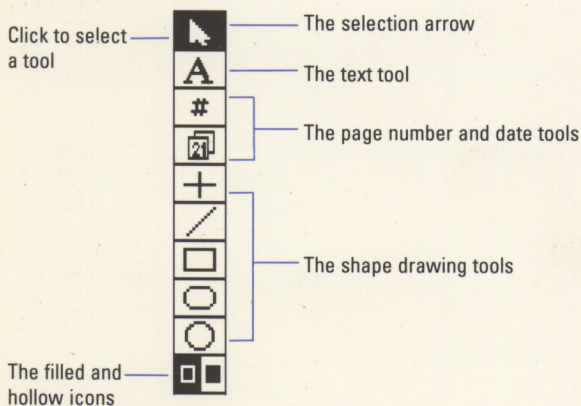 Click to select
a tool
The selection arrow
A
The text tool
#
21
The page number and date tools
The shape drawing tools
The filled and
hollow icons